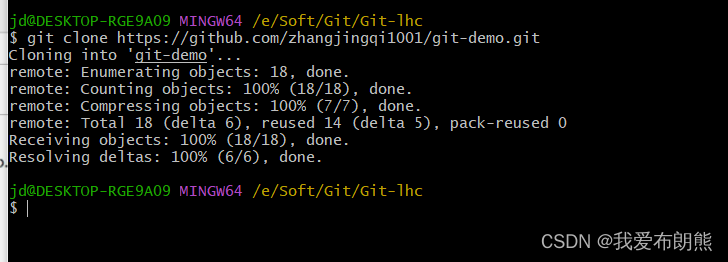 jd@DESKTOP-RGE9A09 MINGW64 /e/Soft/Git/Git-lhc
$ git clone https://github.com/zhangjingqi1001/git-demo.git
Cloning into 'git-demo'...
remote: Enumerating objects: 18, done.
remote: Counting objects: 100% (18/18), done.
remote: Compressing objects: 100% (7/7), done.
remote: Total 18 (delta 6), reused 14 (delta 5), pack-reused 0
Receiving objects: 100% (18/18), done.
Resolving deltas: 100% (6/6), done.
jd@DESKTOP-RGE9A09 MINGW64 /e/Soft/Git/Git-lhc
$
CSDN @我爱布朗熊